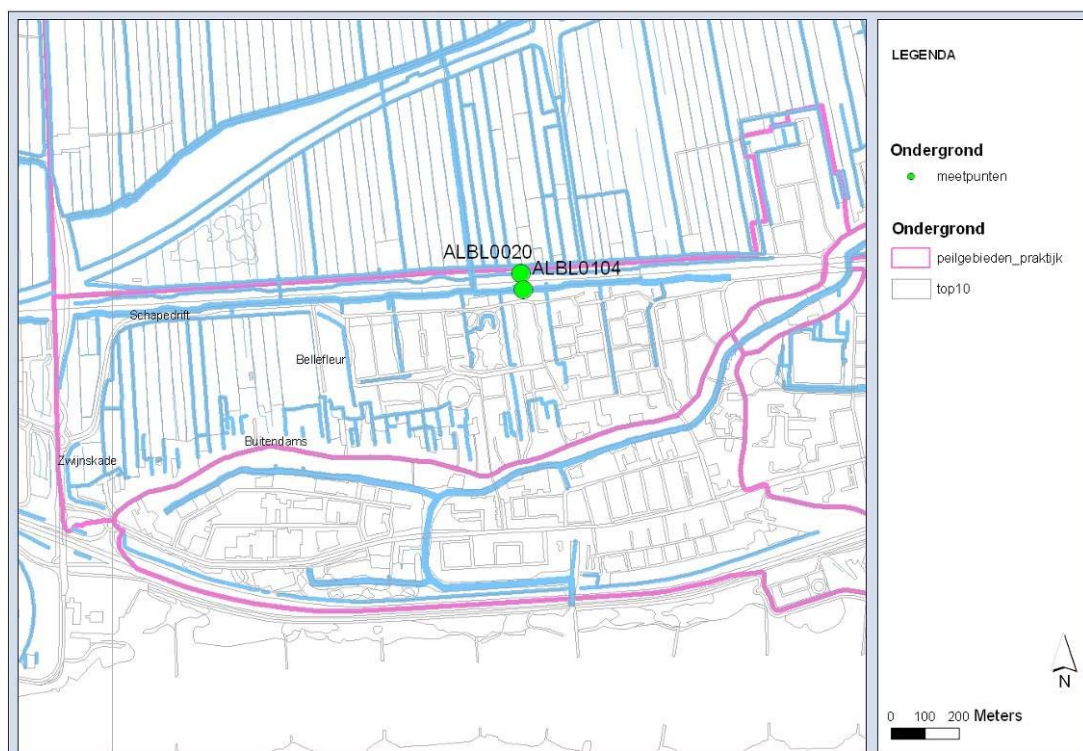 ALBL0020
ALBL0104
Schapedrift
Bellefleur
Buitendams
Zwijnskade
LEGENDA
Ondergrond
meetpunten
Ondergrond
peilgebieden_praktijk
top10
N
0 100 200 Meters